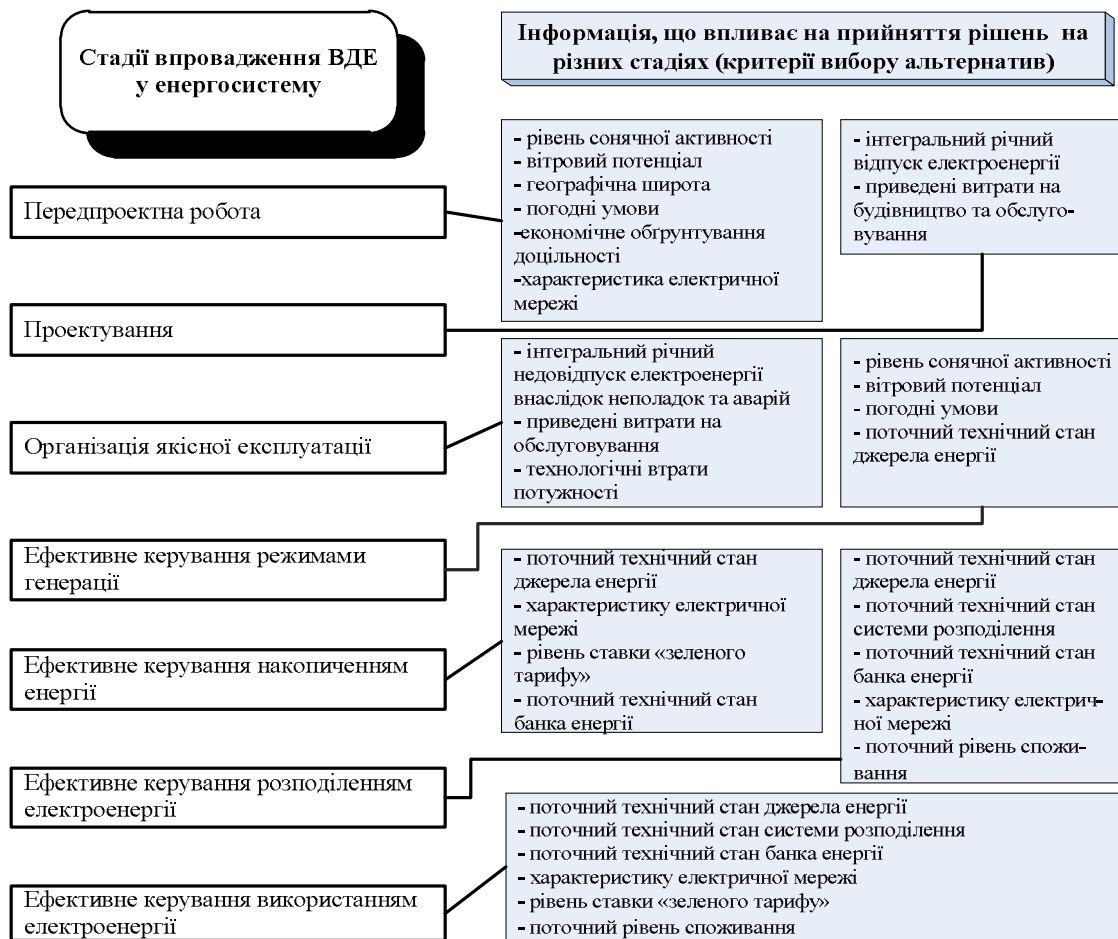 Стадії впровадження ВДЕ
у енергосистему
Інформація, що впливає на прийняття рішень на
різних стадіях (критерії вибору альтернатив)
Передпроектна робота
- рівень сонячної активності
- вітровий потенціал
- географічна широта
- погодні умови
-економічне обґрунтування
доцільності
-характеристика електричної
мережі
- інтегральний річний
відпуск електроенергії
- приведені витрати на
будівництво та обслуго-
вування
Проектування
Організація якісної експлуатації
- інтегральний річний
недовідпуск електроенергії
внаслідок неполадок та аварій
- приведені витрати на
обслуговування
- технологічні втрати
потужності
- рівень сонячної активності
- вітровий потенціал
- погодні умови
- поточний технічний стан
джерела енергії
Ефективне керування режимами
генерації
Ефективне керування накопиченням
енергії
- поточний технічний стан
джерела енергії
- характеристику електричної
мережі
- рівень ставки «зеленого
тарифу»
- поточний технічний стан
банка енергії
- поточний технічний стан
джерела енергії
- поточний технічний стан
системи розподілення
- поточний технічний стан
банка енергії
- характеристику електрич-
ної мережі
- поточний рівень спожи-
вання
Ефективне керування розподіленням
електроенергії
Ефективне керування використанням
електроенергії
- поточний технічний стан джерела енергії
- поточний технічний стан системи розподілення
- поточний технічний стан банка енергії
- характеристику електричної мережі
- рівень ставки «зеленого тарифу»
- поточний рівень споживання